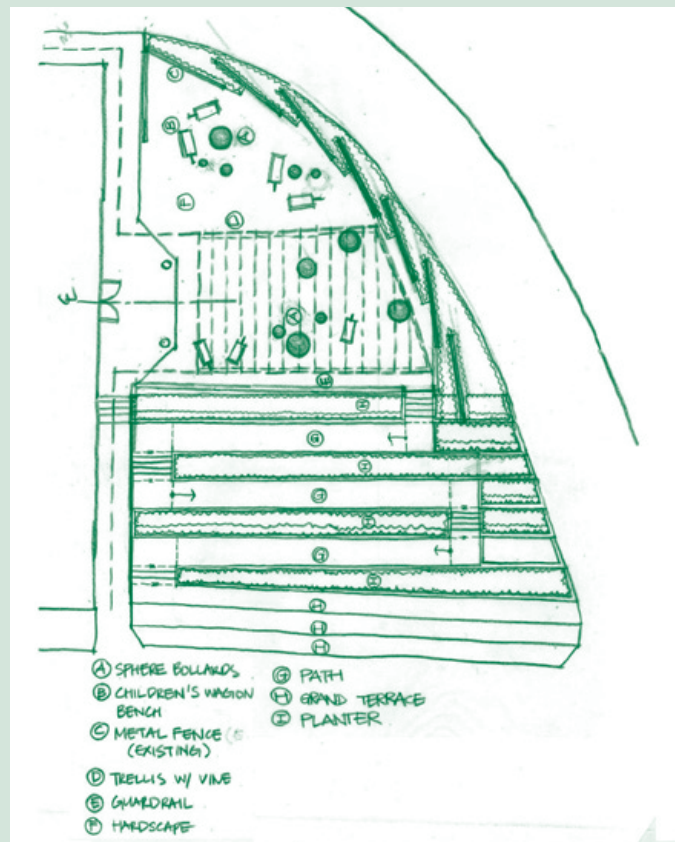 C
B
A
F
D
A
E
I
G
I
G
I
G
I
H
H
H
A SPHERE BOLLARDS
B CHILDREN'S WAGON
BENCH
C METAL FENCE
(EXISTING)
D TRELLIS W/ VINE
E GUARDRAIL
F HARDSCAPE
G PATH
H GRAND TERRACE
I PLANTER